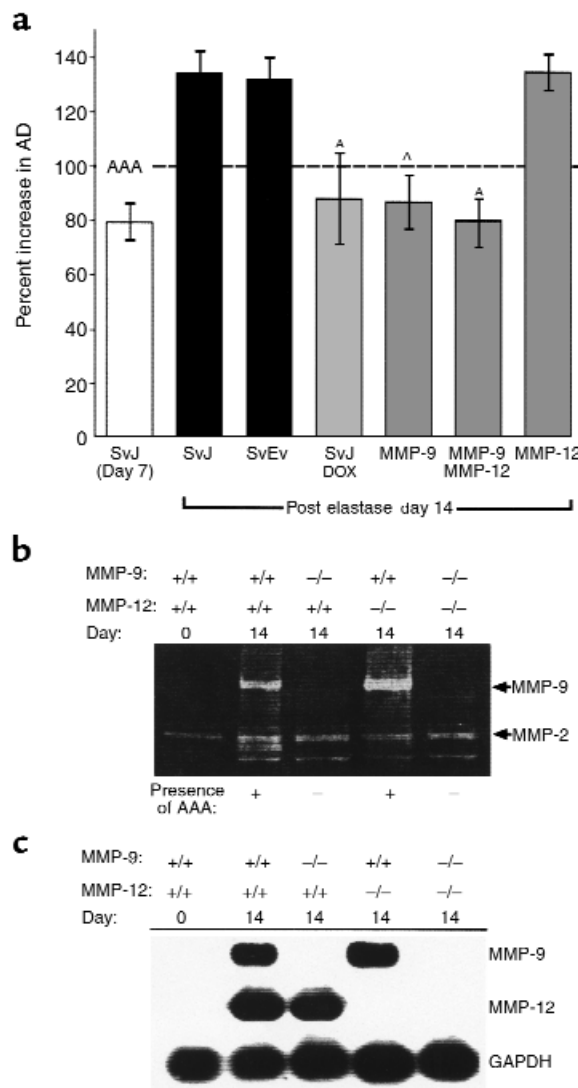 a
Percent increase in AD
140
120
100
80
60
40
20
0
AAA
A
^
A
SvJ (Day 7)
SvJ
SvEv
SvJ DOX
MMP-9
MMP-9 MMP-12
MMP-12
Post elastase day 14
b
MMP-9: +/+ +/+ –/– +/+ –/–
MMP-12: +/+ +/+ +/+ –/– –/–
Day: 0 14 14 14 14
MMP-9
MMP-2
Presence
of AAA: + – + –
c
MMP-9: +/+ +/+ –/– +/+ –/–
MMP-12: +/+ +/+ +/+ –/– –/–
Day: 0 14 14 14 14
MMP-9
MMP-12
GAPDH